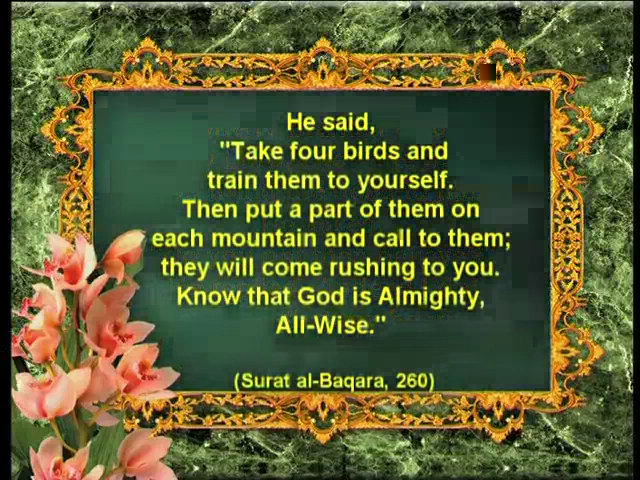 He said,
"Take four birds and
train them to yourself.
Then put a part of them on
each mountain and call to them;
they will come rushing to you.
Know that God is Almighty,
All-Wise."
(Surat al-Baqara, 260)